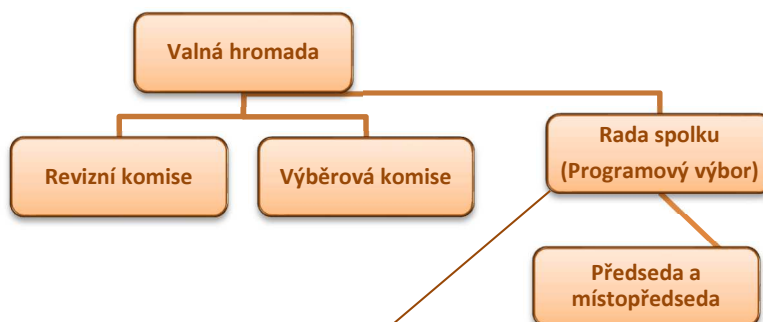 Valná hromada
Revizní komise
Výběrová komise
Rada spolku
(Programový výbor)
Předseda a
místopředseda